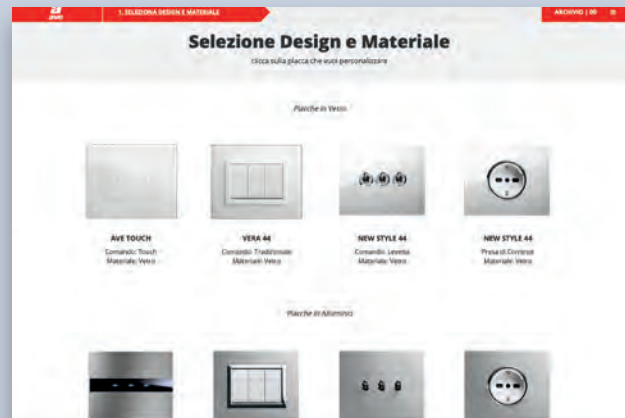 ave
1. SELEZIONA DESIGN E MATERIALE
ARCHIVIO | 00
Selezione Design e Materiale
clicca sulla placca che vuoi personalizzare
Placche in Vetro
AVE TOUCH
Comando: Touch
Materiale: Vetro
VERA 44
Comando: Tradizionale
Materiale: Vetro
NEW STYLE 44
Comando: Levetta
Materiale: Vetro
NEW STYLE 44
Presa di Corrente
Materiale: Vetro
Placche in Alluminio